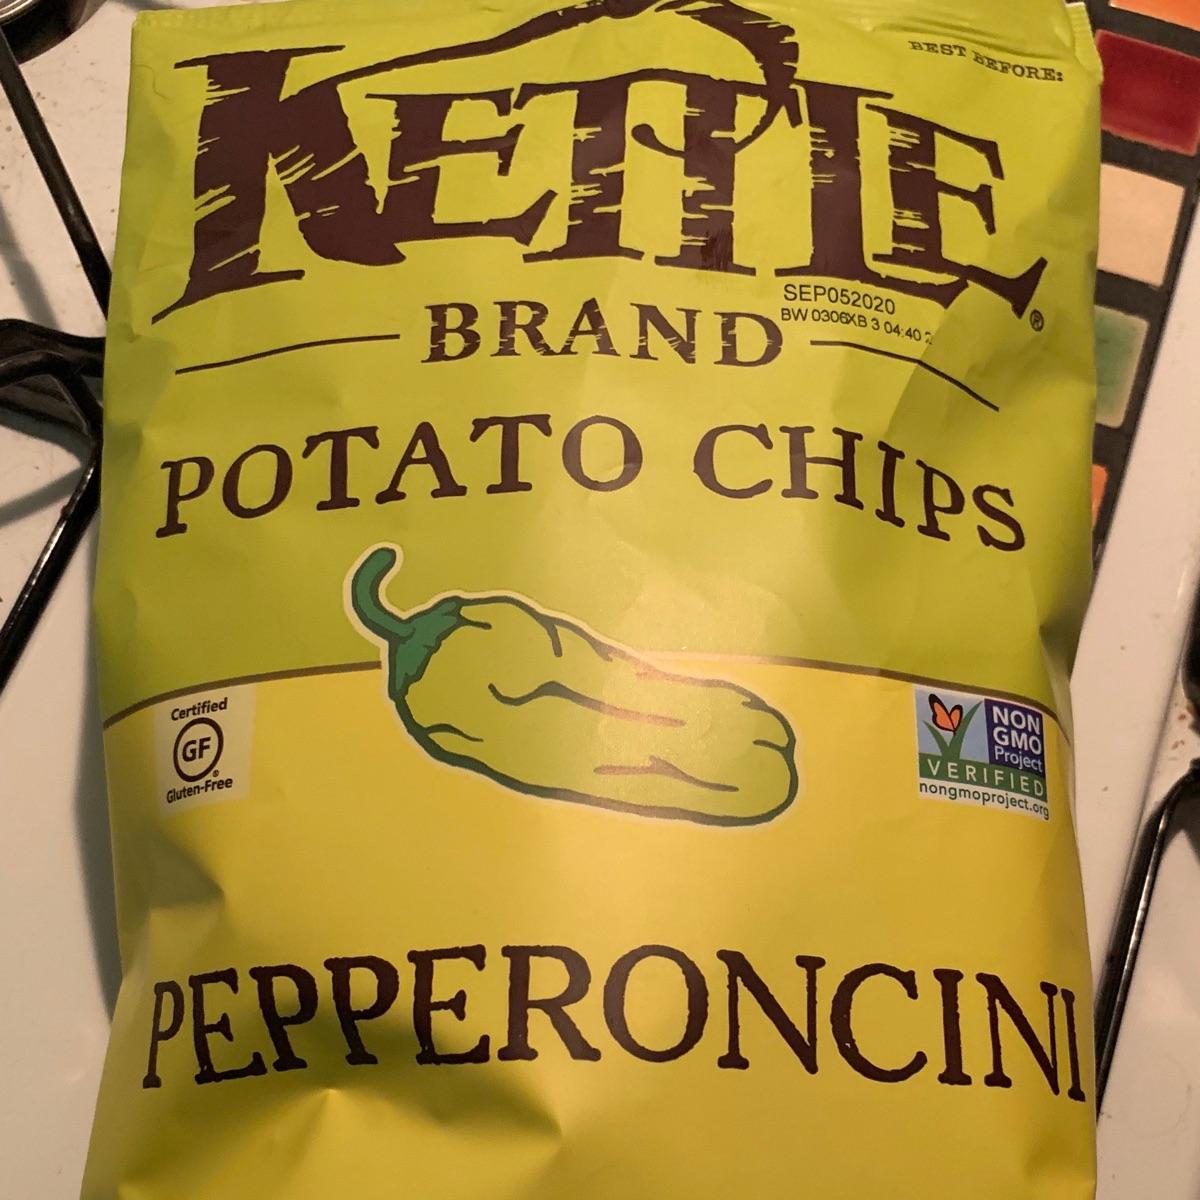 BEST BEFORE:
KETTLE®
SEP052020
BW 0306XB 3 04:40
BRAND
POTATO CHIPS
Certified
GF®
Gluten-Free
NON
GMO
Project
VERIFIED
nongmoproject.org
PEPPERONCINI